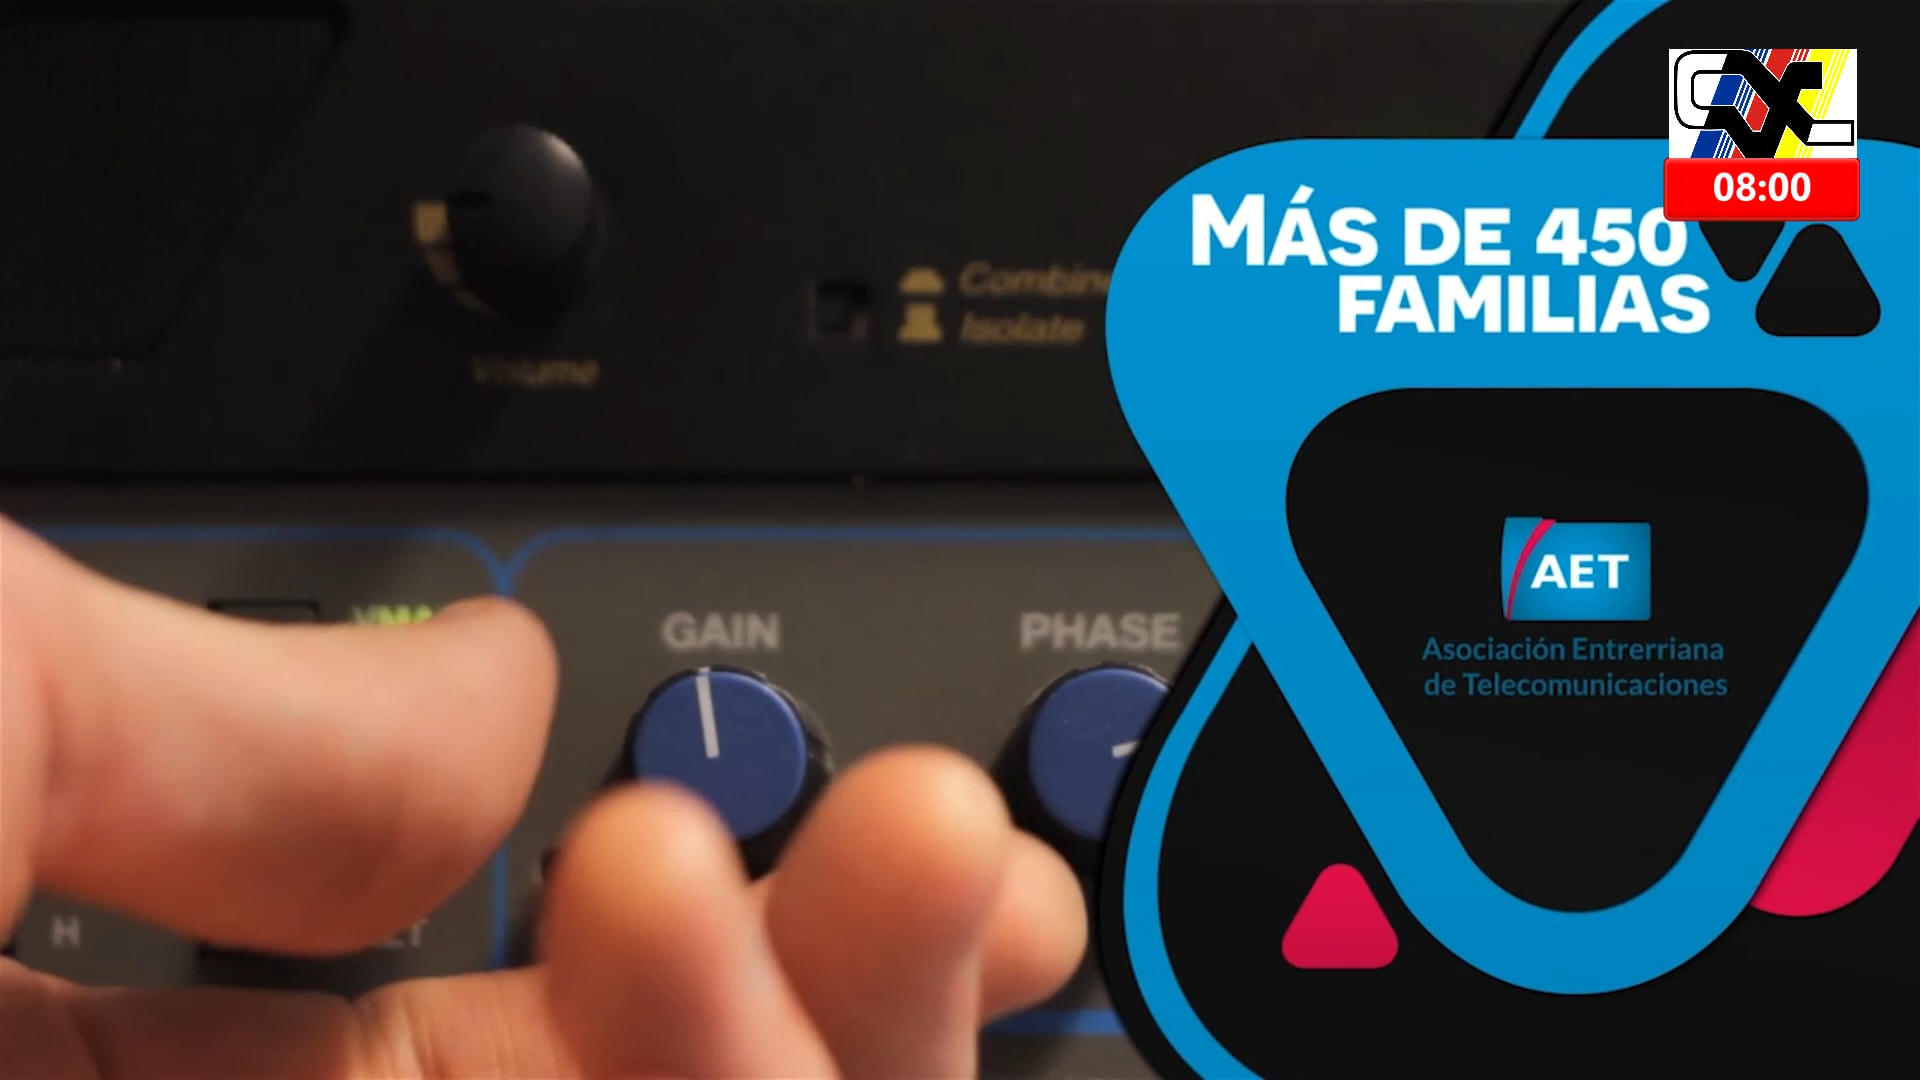 08:00
MÁS DE 450
FAMILIAS
Combine
Isolate
Volume
AET
Asociación Entrerriana
de Telecomunicaciones
GAIN
PHASE
H